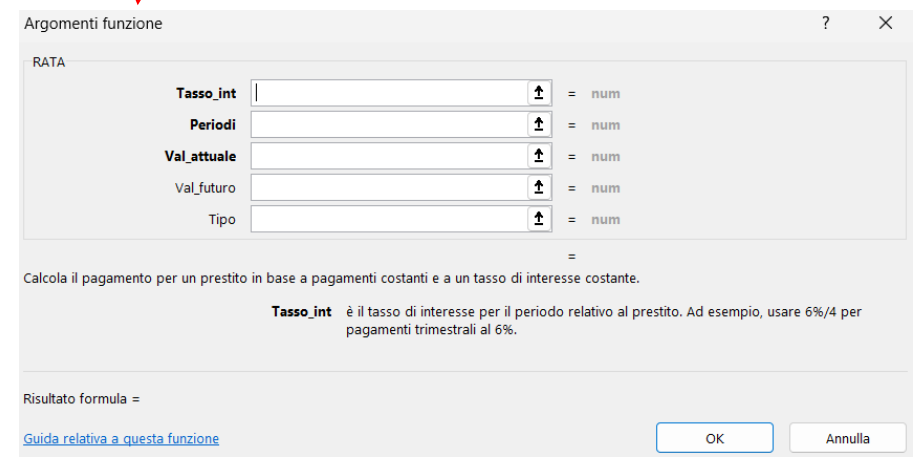 Argomenti funzione ? ×
RATA
Tasso_int = num
Periodi = num
Val_attuale = num
Val_futuro = num
Tipo = num
=
Calcola il pagamento per un prestito in base a pagamenti costanti e a un tasso di interesse costante.
Tasso_int è il tasso di interesse per il periodo relativo al prestito. Ad esempio, usare 6%/4 per
pagamenti trimestrali al 6%.
Risultato formula =
Guida relativa a questa funzione OK Annulla